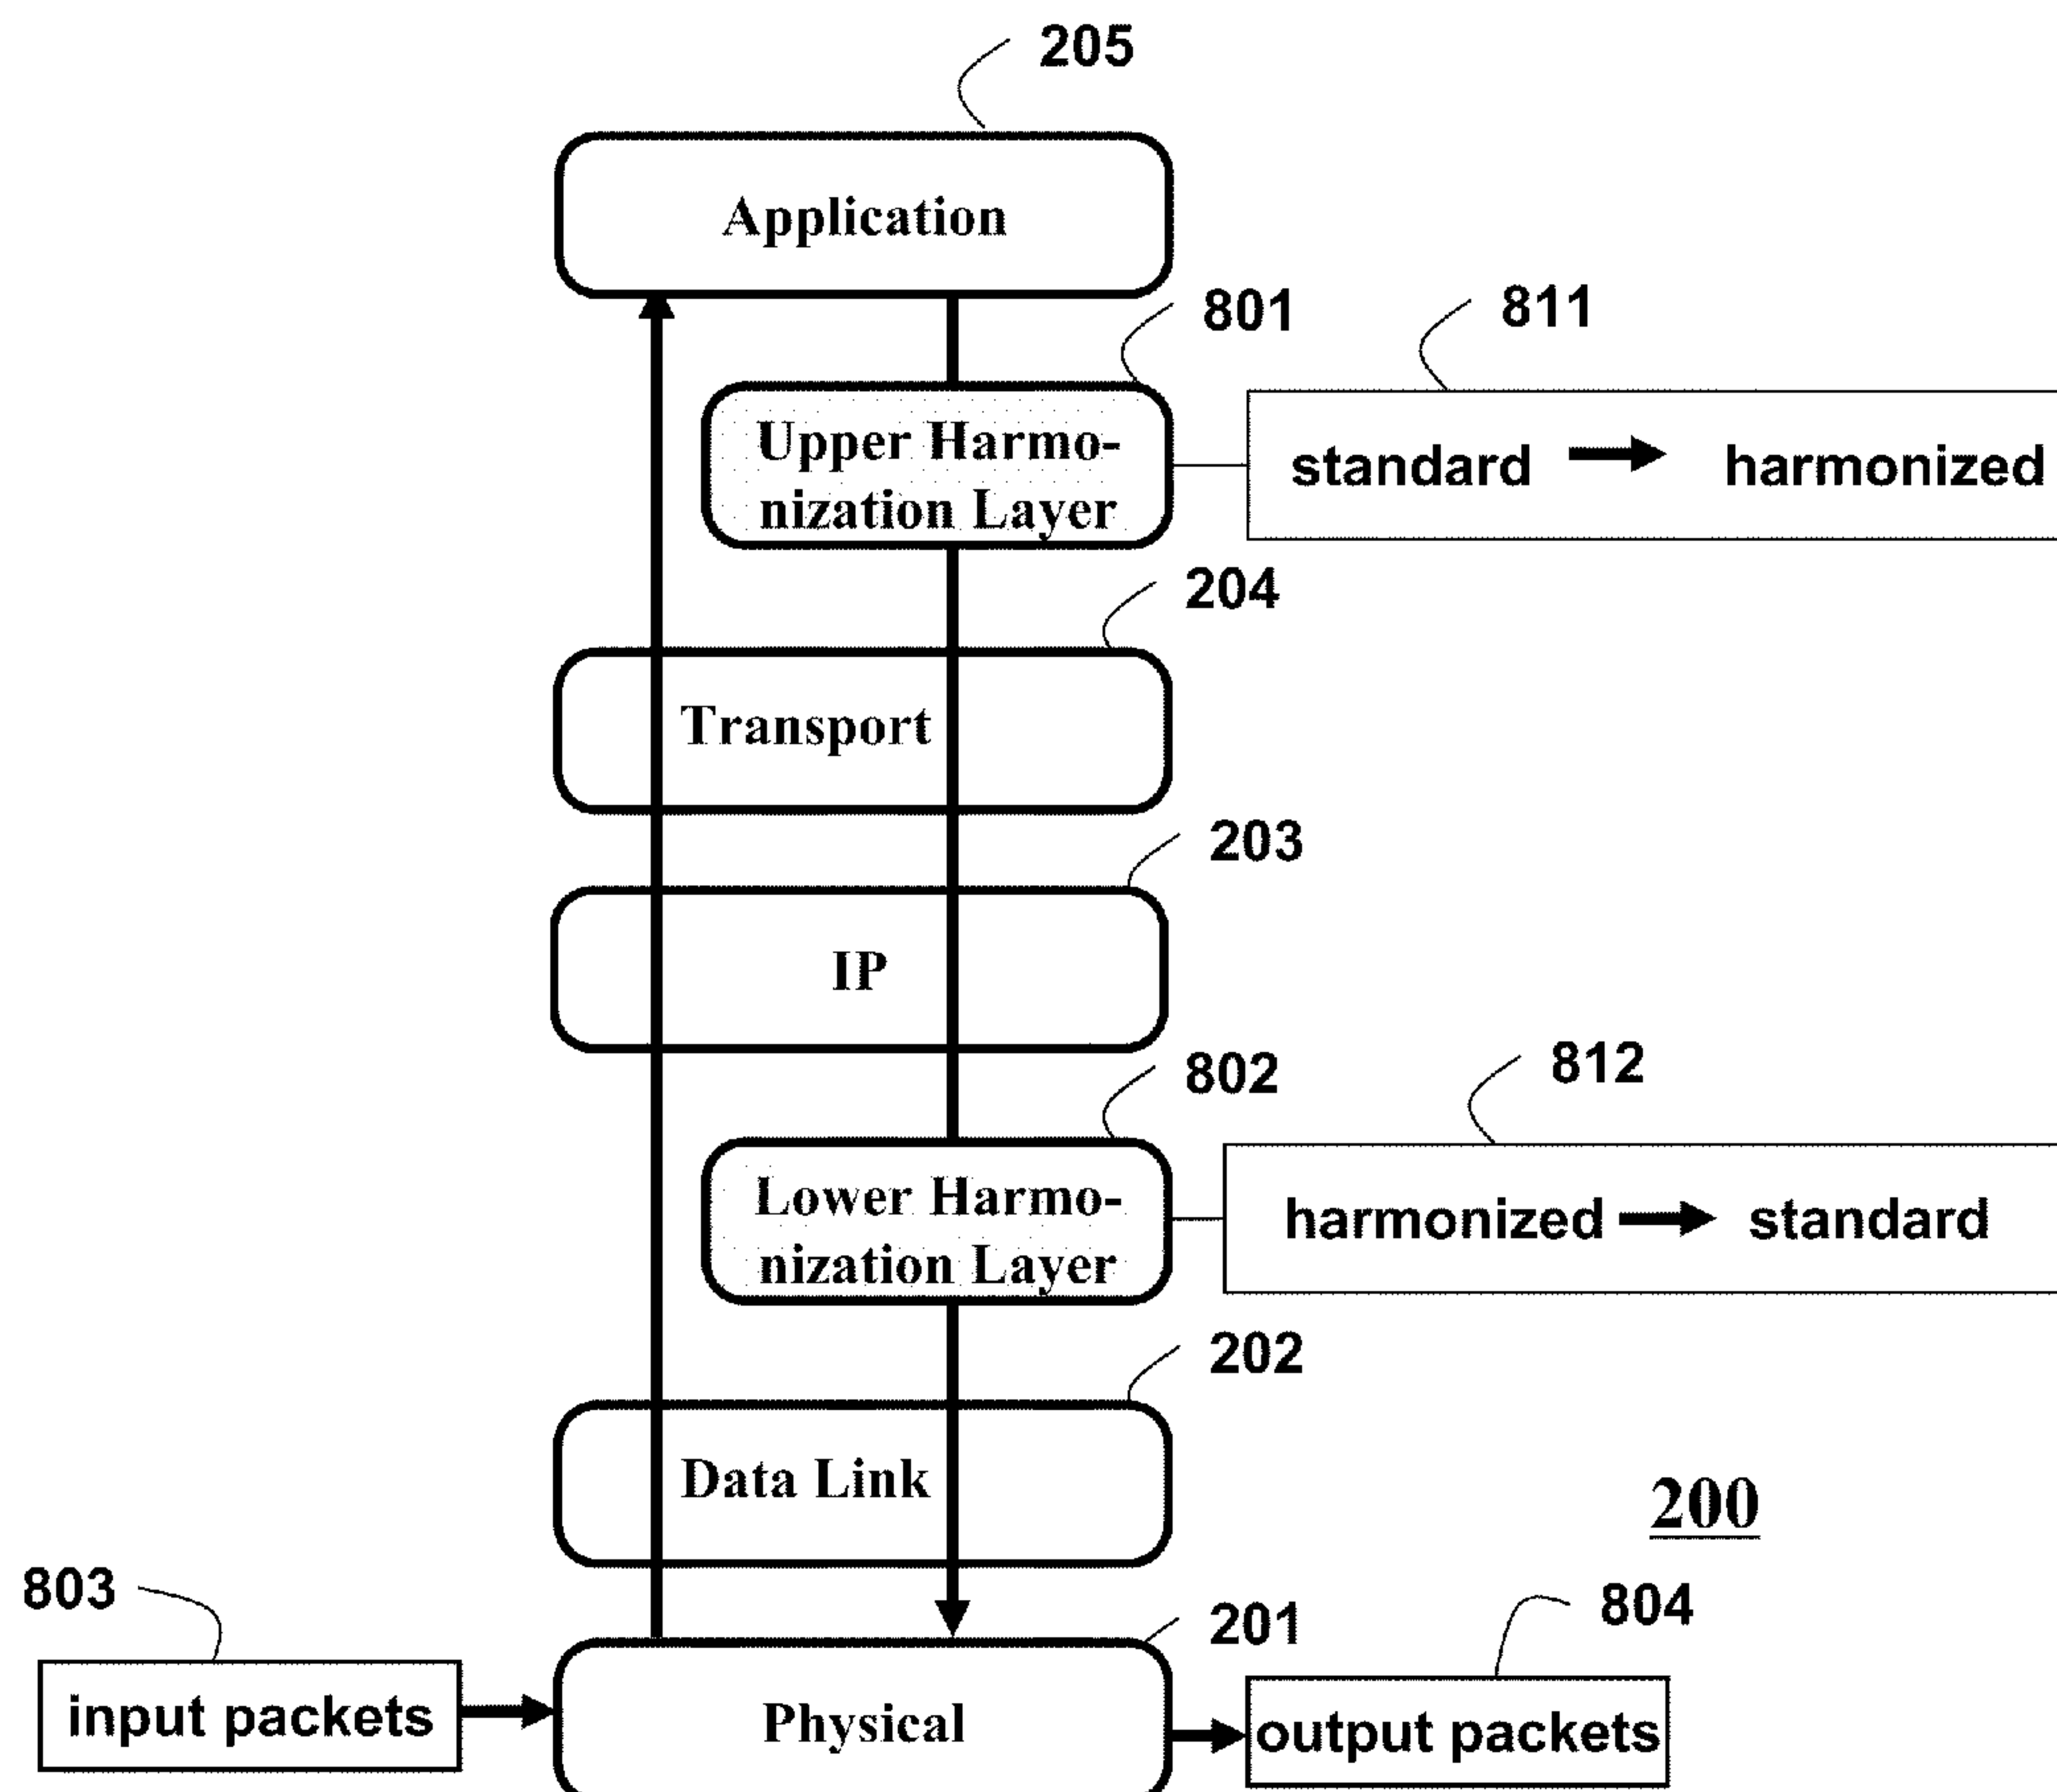 205
Application
801
811
Upper Harmo-
nization Layer
standard harmonized
204
Transport
203
IP
802
812
Lower Harmo-
nization Layer
harmonized standard
202
Data Link
200
803
201
804
input packets
Physical
output packets